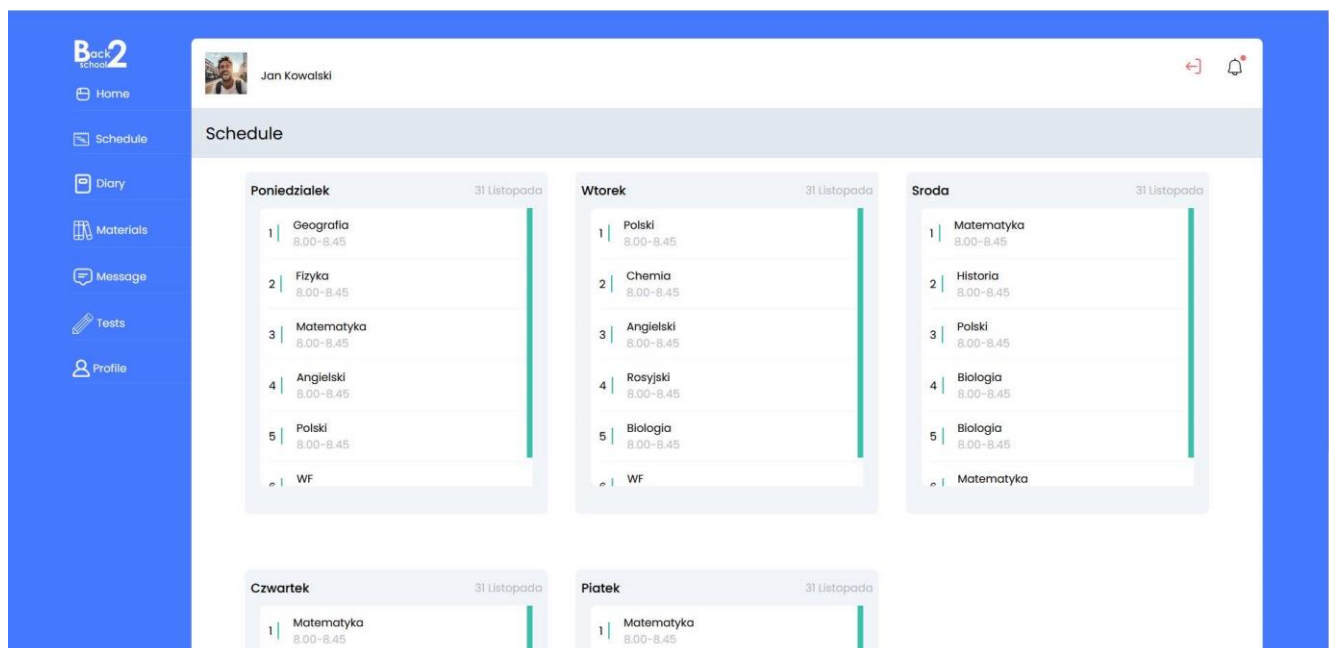 Back2
school
Home
Schedule
Diary
Materials
Message
Tests
Profile
Jan Kowalski
Schedule
Poniedzialek 31 Listopada
1 Geografia
8.00-8.45
2 Fizyka
8.00-8.45
3 Matematyka
8.00-8.45
4 Angielski
8.00-8.45
5 Polski
8.00-8.45
WF
Wtorek 31 Listopada
1 Polski
8.00-8.45
2 Chemia
8.00-8.45
3 Angielski
8.00-8.45
4 Rosyjski
8.00-8.45
5 Biologia
8.00-8.45
WF
Sroda 31 Listopada
1 Matematyka
8.00-8.45
2 Historia
8.00-8.45
3 Polski
8.00-8.45
4 Biologia
8.00-8.45
5 Biologia
8.00-8.45
Matematyka
Czwartek 31 Listopada
1 Matematyka
8.00-8.45
Piatek 31 Listopada
1 Matematyka
8.00-8.45